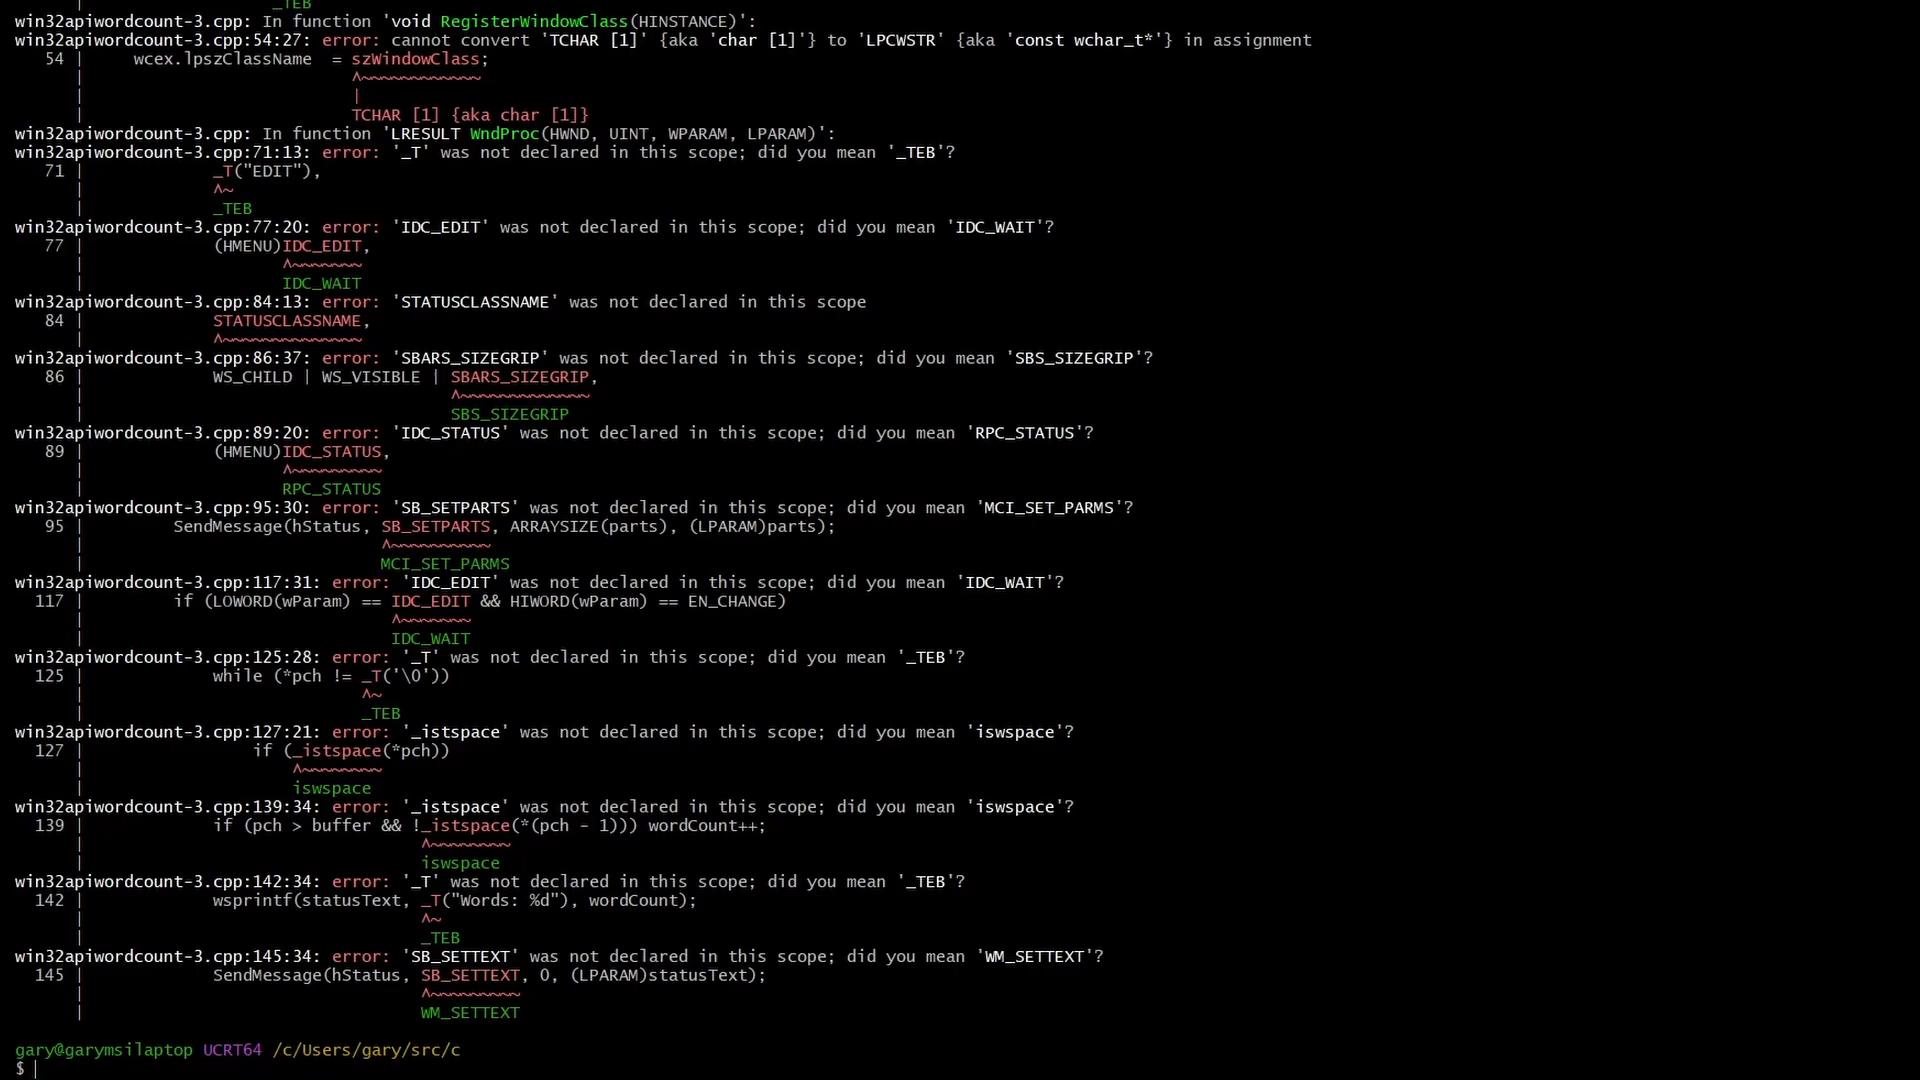 _TEB
win32apiwordcount-3.cpp: In function 'void RegisterWindowClass(HINSTANCE)':
win32apiwordcount-3.cpp:54:27: error: cannot convert 'TCHAR [1]' {aka 'char [1]'} to 'LPCWSTR' {aka 'const wchar_t*'} in assignment
   54 |     wcex.lpszClassName  = szWindowClass;
      |                           ^~~~~~~~~~~~~
      |                           |
      |                           TCHAR [1] {aka char [1]}
win32apiwordcount-3.cpp: In function 'LRESULT WndProc(HWND, UINT, WPARAM, LPARAM)':
win32apiwordcount-3.cpp:71:13: error: '_T' was not declared in this scope; did you mean '_TEB'?
   71 |             _T("EDIT"),
      |             ^~
      |             _TEB
win32apiwordcount-3.cpp:77:20: error: 'IDC_EDIT' was not declared in this scope; did you mean 'IDC_WAIT'?
   77 |             (HMENU)IDC_EDIT,
      |                    ^~~~~~~~
      |                    IDC_WAIT
win32apiwordcount-3.cpp:84:13: error: 'STATUSCLASSNAME' was not declared in this scope
   84 |             STATUSCLASSNAME,
      |             ^~~~~~~~~~~~~~~
win32apiwordcount-3.cpp:86:37: error: 'SBARS_SIZEGRIP' was not declared in this scope; did you mean 'SBS_SIZEGRIP'?
   86 |             WS_CHILD | WS_VISIBLE | SBARS_SIZEGRIP,
      |                                     ^~~~~~~~~~~~~~
      |                                     SBS_SIZEGRIP
win32apiwordcount-3.cpp:89:20: error: 'IDC_STATUS' was not declared in this scope; did you mean 'RPC_STATUS'?
   89 |             (HMENU)IDC_STATUS,
      |                    ^~~~~~~~~~
      |                    RPC_STATUS
win32apiwordcount-3.cpp:95:30: error: 'SB_SETPARTS' was not declared in this scope; did you mean 'MCI_SET_PARMS'?
   95 |         SendMessage(hStatus, SB_SETPARTS, ARRAYSIZE(parts), (LPARAM)parts);
      |                              ^~~~~~~~~~~
      |                              MCI_SET_PARMS
win32apiwordcount-3.cpp:117:31: error: 'IDC_EDIT' was not declared in this scope; did you mean 'IDC_WAIT'?
  117 |         if (LOWORD(wParam) == IDC_EDIT && HIWORD(wParam) == EN_CHANGE)
      |                               ^~~~~~~~
      |                               IDC_WAIT
win32apiwordcount-3.cpp:125:28: error: '_T' was not declared in this scope; did you mean '_TEB'?
  125 |             while (*pch != _T('\0'))
      |                            ^~
      |                            _TEB
win32apiwordcount-3.cpp:127:21: error: '_istspace' was not declared in this scope; did you mean 'iswspace'?
  127 |                 if (_istspace(*pch))
      |                     ^~~~~~~~~
      |                     iswspace
win32apiwordcount-3.cpp:139:34: error: '_istspace' was not declared in this scope; did you mean 'iswspace'?
  139 |             if (pch > buffer && !_istspace(*(pch - 1))) wordCount++;
      |                                  ^~~~~~~~~
      |                                  iswspace
win32apiwordcount-3.cpp:142:34: error: '_T' was not declared in this scope; did you mean '_TEB'?
  142 |             wsprintf(statusText, _T("Words: %d"), wordCount);
      |                                  ^~
      |                                  _TEB
win32apiwordcount-3.cpp:145:34: error: 'SB_SETTEXT' was not declared in this scope; did you mean 'WM_SETTEXT'?
  145 |             SendMessage(hStatus, SB_SETTEXT, 0, (LPARAM)statusText);
      |                                  ^~~~~~~~~~
      |                                  WM_SETTEXT
gary@garymsilaptop UCRT64 /c/Users/gary/src/c
$